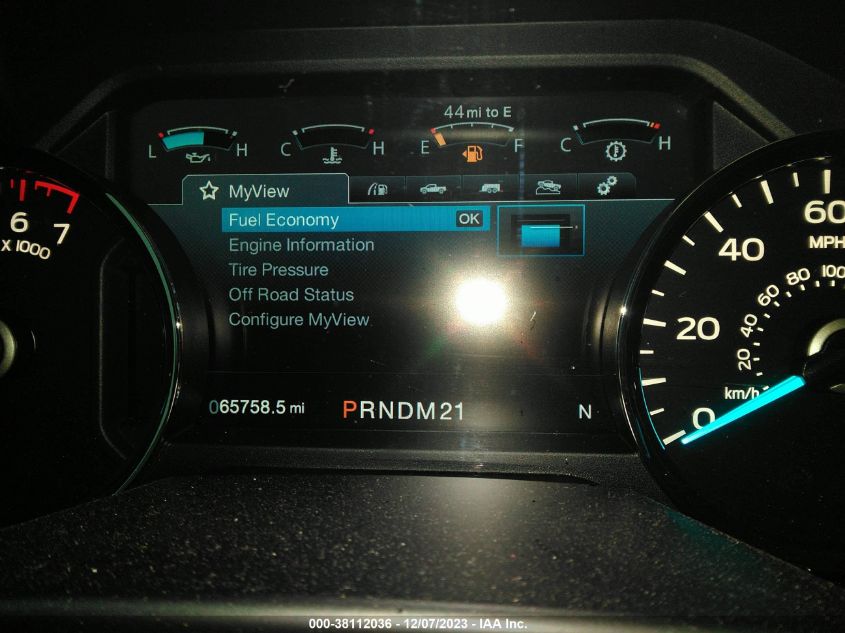 44 mi to E
L H C H E F C H
MyView
Fuel Economy OK
Engine Information
Tire Pressure
Off Road Status
Configure MyView
065758.5 mi PRNDM21 N
6 7
X 1000
60
MPH
40
20
0
100
80
60
40
20
km/h
000-38112036 - 12/07/2023 - IAA Inc.